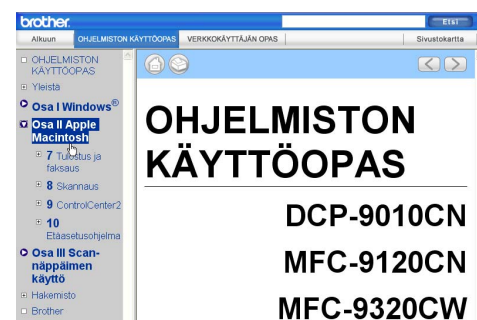 brother
Etsi
Alkuun
OHJELMISTON KÄYTTÖOPAS
VERKKOKÄYTTÄJÄN OPAS
Sivustokartta
OHJELMISTON
KÄYTTÖOPAS
Yleistä
Osa I Windows®
Osa II Apple
Macintosh
7 Tulostus ja
faksaus
8 Skannaus
9 ControlCenter2
10
Etäasetusohjelma
Osa III Scan-
näppäimen
käyttö
Hakemisto
Brother
OHJELMISTON
KÄYTTÖOPAS
DCP-9010CN
MFC-9120CN
MFC-9320CW